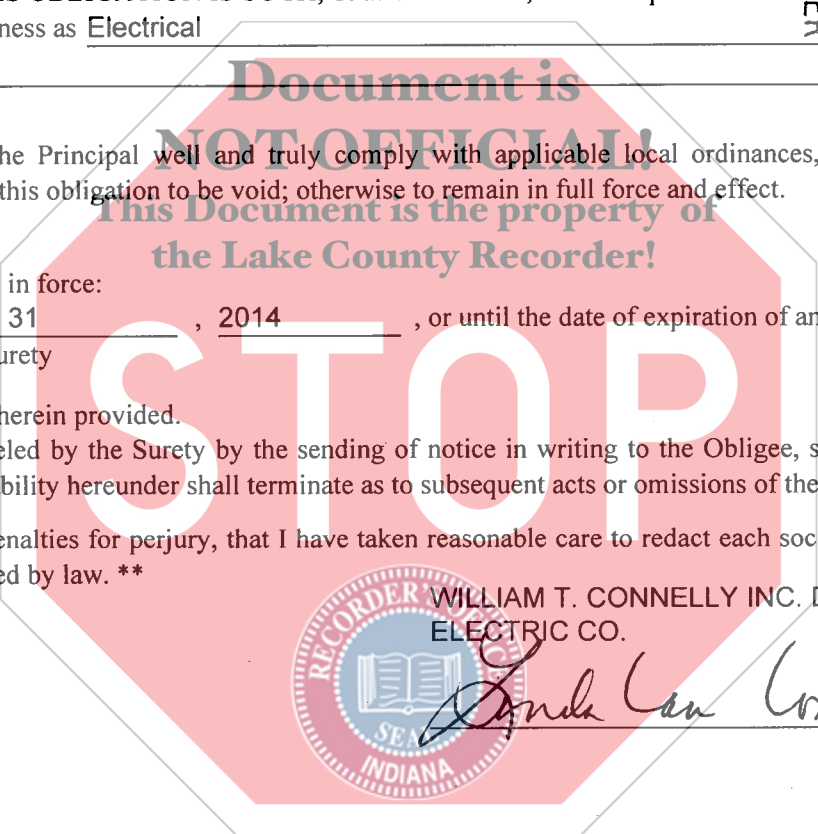 ness as Electrical
Document is
NOT OFFICIAL!
he Principal well and truly comply with applicable local ordinances,
this obligation to be void; otherwise to remain in full force and effect.
This Document is the property of
the Lake County Recorder!
in force:
31 , 2014 , or until the date of expiration of
urety
STOP
herein provided.
eled by the Surety by the sending of notice in writing to the Obligee, s
bility hereunder shall terminate as to subsequent acts or omissions of the
enalties for perjury, that I have taken reasonable care to redact each soc
ed by law. **
WILLIAM T. CONNELLY INC. D
ELECTRIC CO.
RECORDER'S OFFICE
SEAL
INDIANA